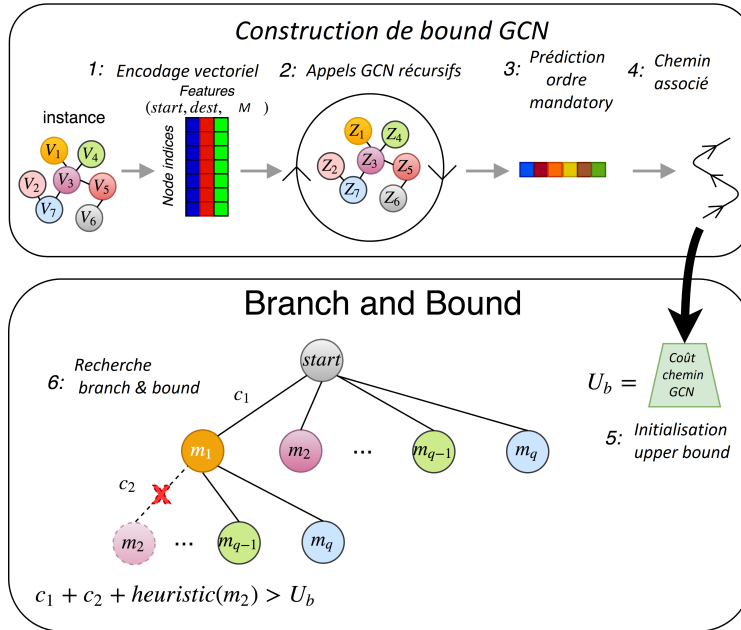 Construction de bound GCN
1: Encodage vectoriel
2: Appels GCN récursifs
3: Prédiction
ordre
mandatory
4: Chemin
associé
instance
Features
(start, dest, M )
Node indices
V1
V4
V2
V3
V5
V7
V6
Z1
Z4
Z2
Z3
Z5
Z7
Z6
Branch and Bound
6: Recherche
branch & bound
start
c1
Ub =
Coût
chemin
GCN
5: Initialisation
upper bound
m1
m2
...
mq−1
mq
c2
m2
...
mq−1
mq
c1 + c2 + heuristic(m2) > Ub